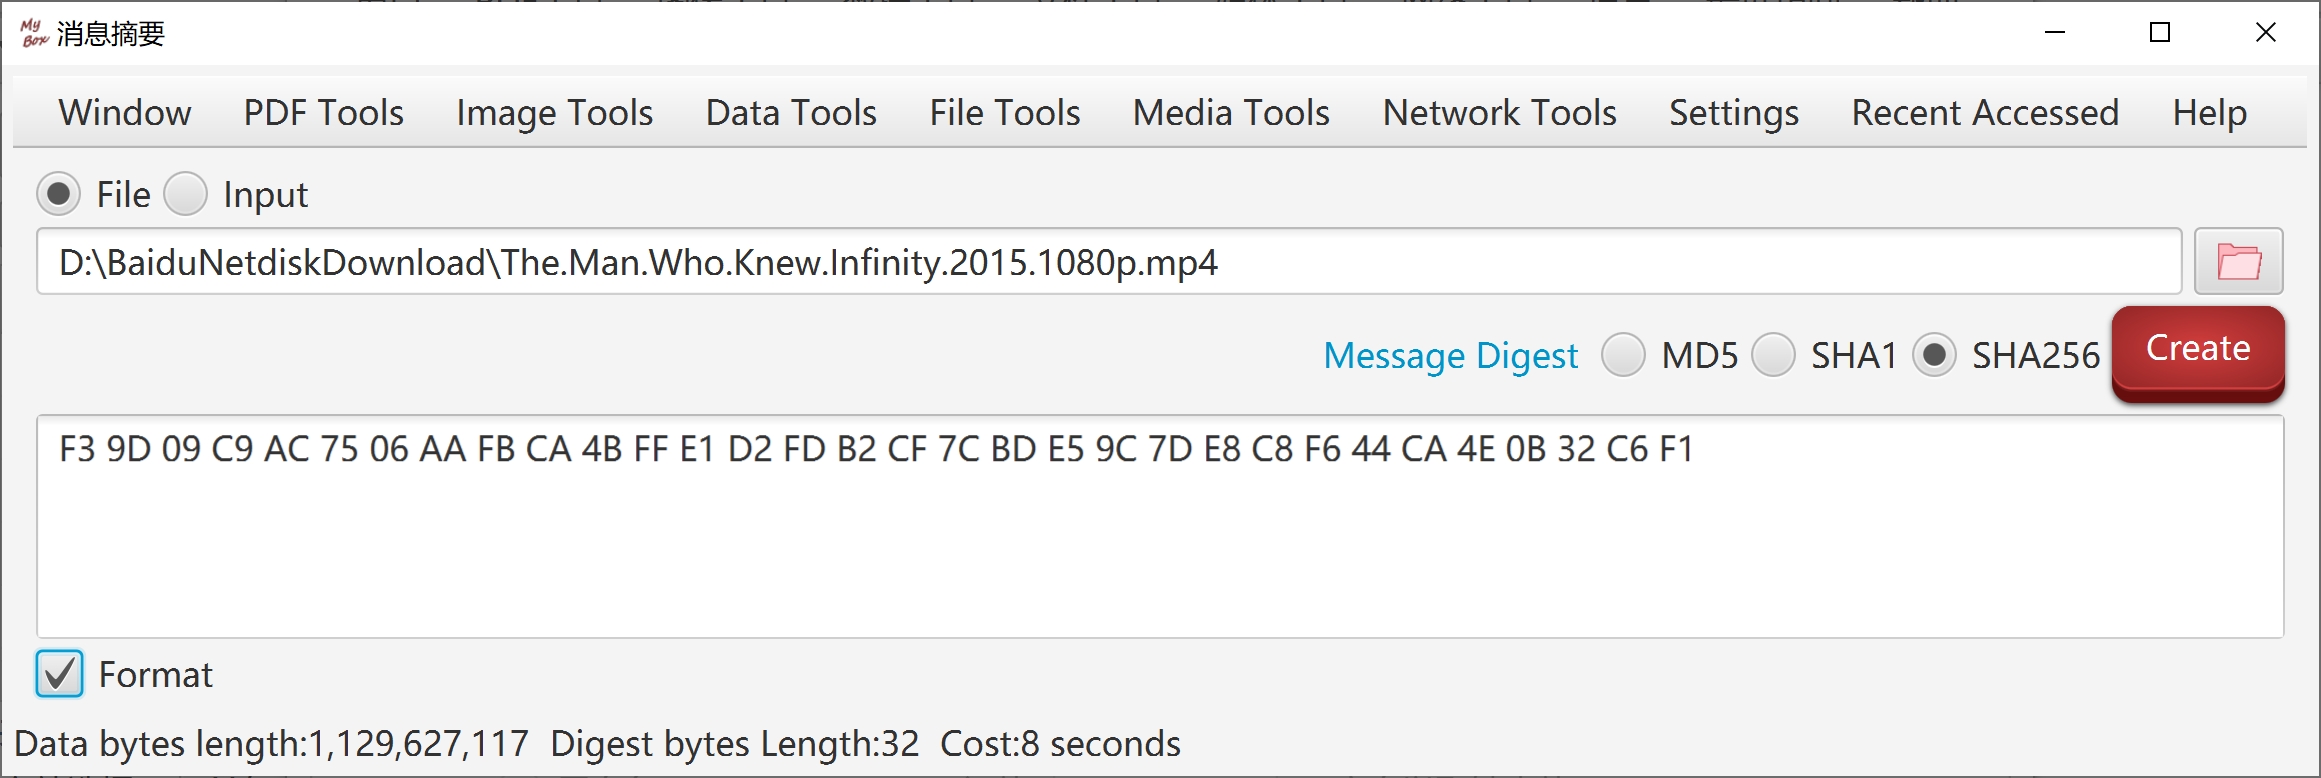 My Box 消息摘要
Window PDF Tools Image Tools Data Tools File Tools Media Tools Network Tools Settings Recent Accessed Help
File Input
D:\BaiduNetdiskDownload\The.Man.Who.Knew.Infinity.2015.1080p.mp4
Message Digest MD5 SHA1 SHA256 Create
F3 9D 09 C9 AC 75 06 AA FB CA 4B FF E1 D2 FD B2 CF 7C BD E5 9C 7D E8 C8 F6 44 CA 4E 0B 32 C6 F1
Format
Data bytes length:1,129,627,117 Digest bytes Length:32 Cost:8 seconds